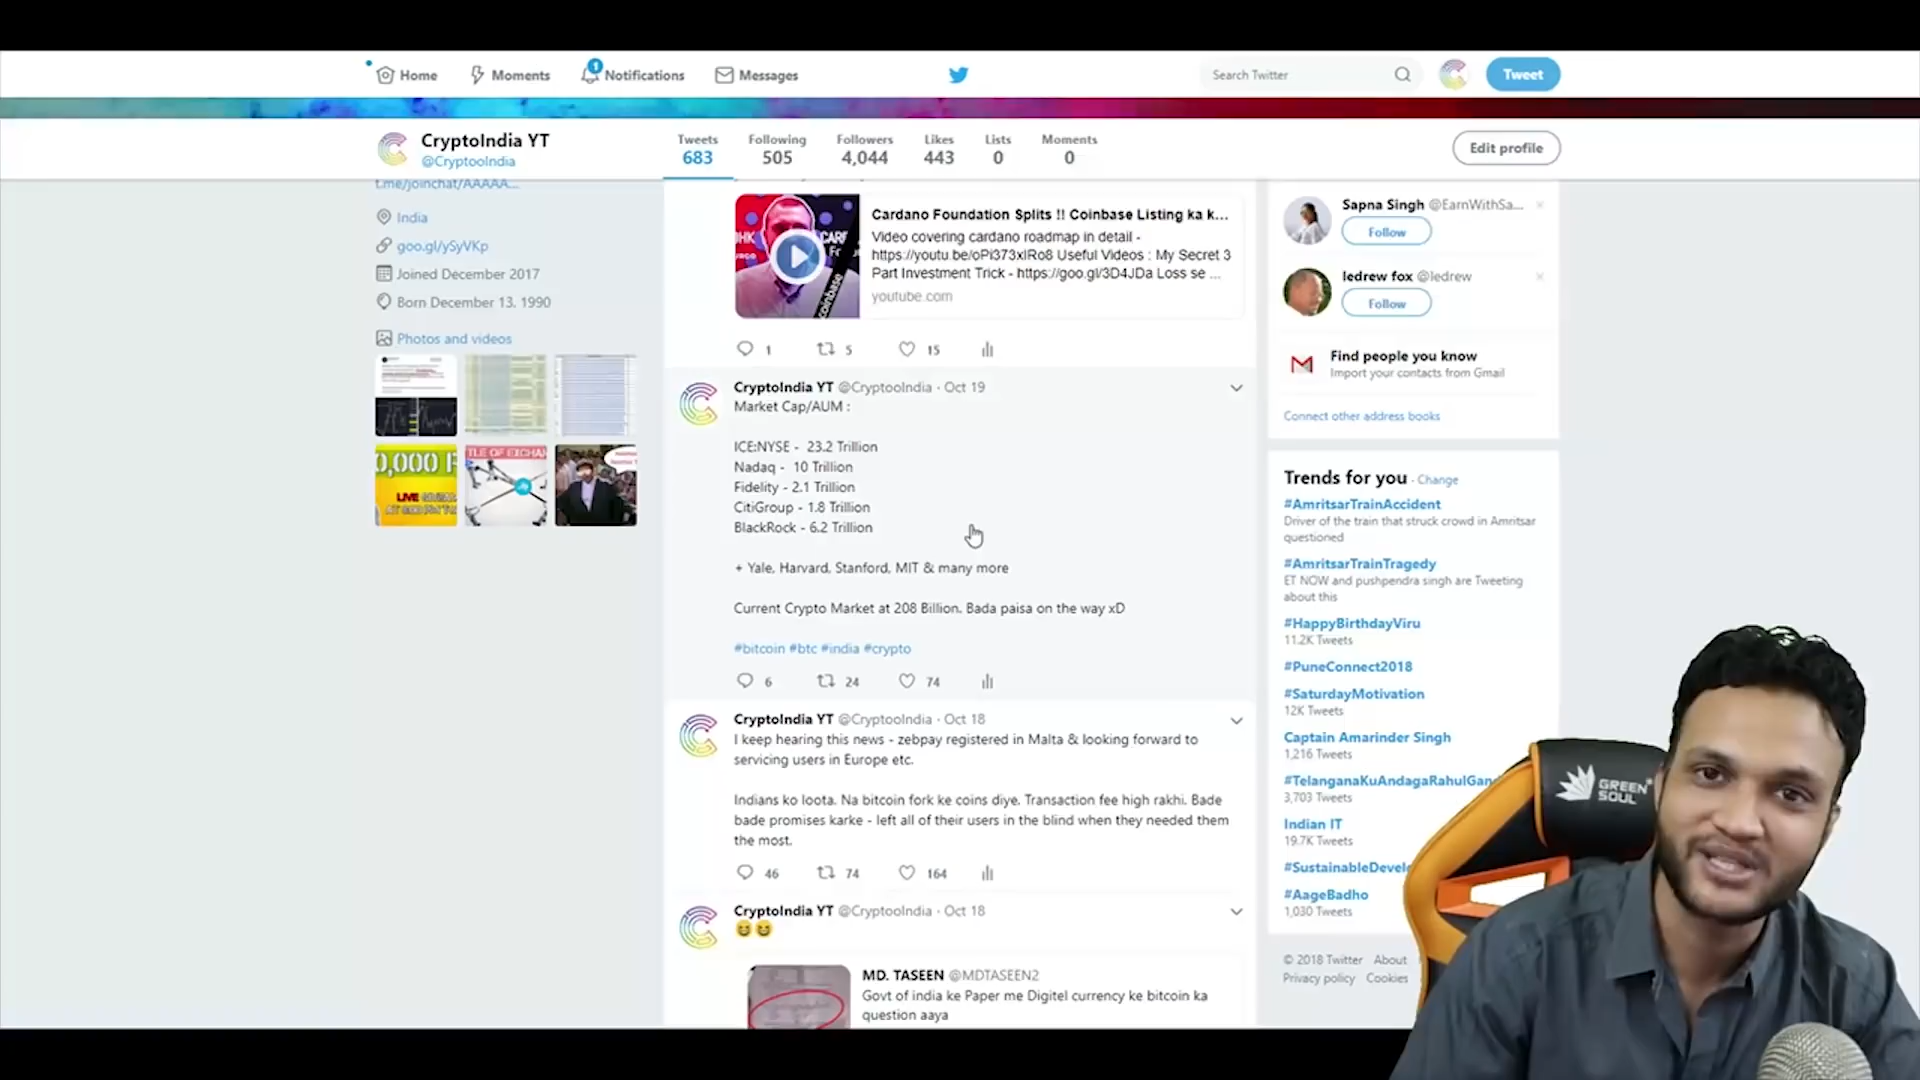 Home
Moments
1
Notifications
Messages
Search Twitter
Tweet
CryptoIndia YT
@CryptooIndia
Tweets
683
Following
505
Followers
4,044
Likes
443
Lists
0
Moments
0
Edit profile
t.me/joinchat/AAAAA...
India
goo.gl/ySyVKp
Joined December 2017
Born December 13, 1990
Photos and videos
LIVE
Cardano Foundation Splits !! Coinbase Listing ka k...
Video covering cardano roadmap in detail -
https://youtu.be/oPi373xIRo8 Useful Videos : My Secret 3
Part Investment Trick - https://goo.gl/3D4JDa Loss se ...
youtube.com
coinbase
1 5 15
CryptoIndia YT @CryptooIndia · Oct 19
Market Cap/AUM :
ICE:NYSE - 23.2 Trillion
Nadaq - 10 Trillion
Fidelity - 2.1 Trillion
CitiGroup - 1.8 Trillion
BlackRock - 6.2 Trillion
+ Yale, Harvard, Stanford, MIT & many more
Current Crypto Market at 208 Billion. Bada paisa on the way xD
#bitcoin #btc #india #crypto
6 24 74
CryptoIndia YT @CryptooIndia · Oct 18
I keep hearing this news - zebpay registered in Malta & looking forward to
servicing users in Europe etc.
Indians ko loota. Na bitcoin fork ke coins diye. Transaction fee high rakhi. Bade
bade promises karke - left all of their users in the blind when they needed them
the most.
46 74 164
CryptoIndia YT @CryptooIndia · Oct 18
MD. TASEEN @MDTASEEN2
Govt of india ke Paper me Digitel currency ke bitcoin ka
question aaya
Sapna Singh @EarnWithSa...
Follow
ledrew fox @ledrew
Follow
Find people you know
Import your contacts from Gmail
Connect other address books
Trends for you · Change
#AmritsarTrainAccident
Driver of the train that struck crowd in Amritsar
questioned
#AmritsarTrainTragedy
ET NOW and pushpendra singh are Tweeting
about this
#HappyBirthdayViru
11.2K Tweets
#PuneConnect2018
#SaturdayMotivation
12K Tweets
Captain Amarinder Singh
1,216 Tweets
#TelanganaKuAndagaRahulGan
3,703 Tweets
Indian IT
19.7K Tweets
#SustainableDevel
#AageBadho
1,030 Tweets
© 2018 Twitter About
Privacy policy Cookies
GREEN
SOUL